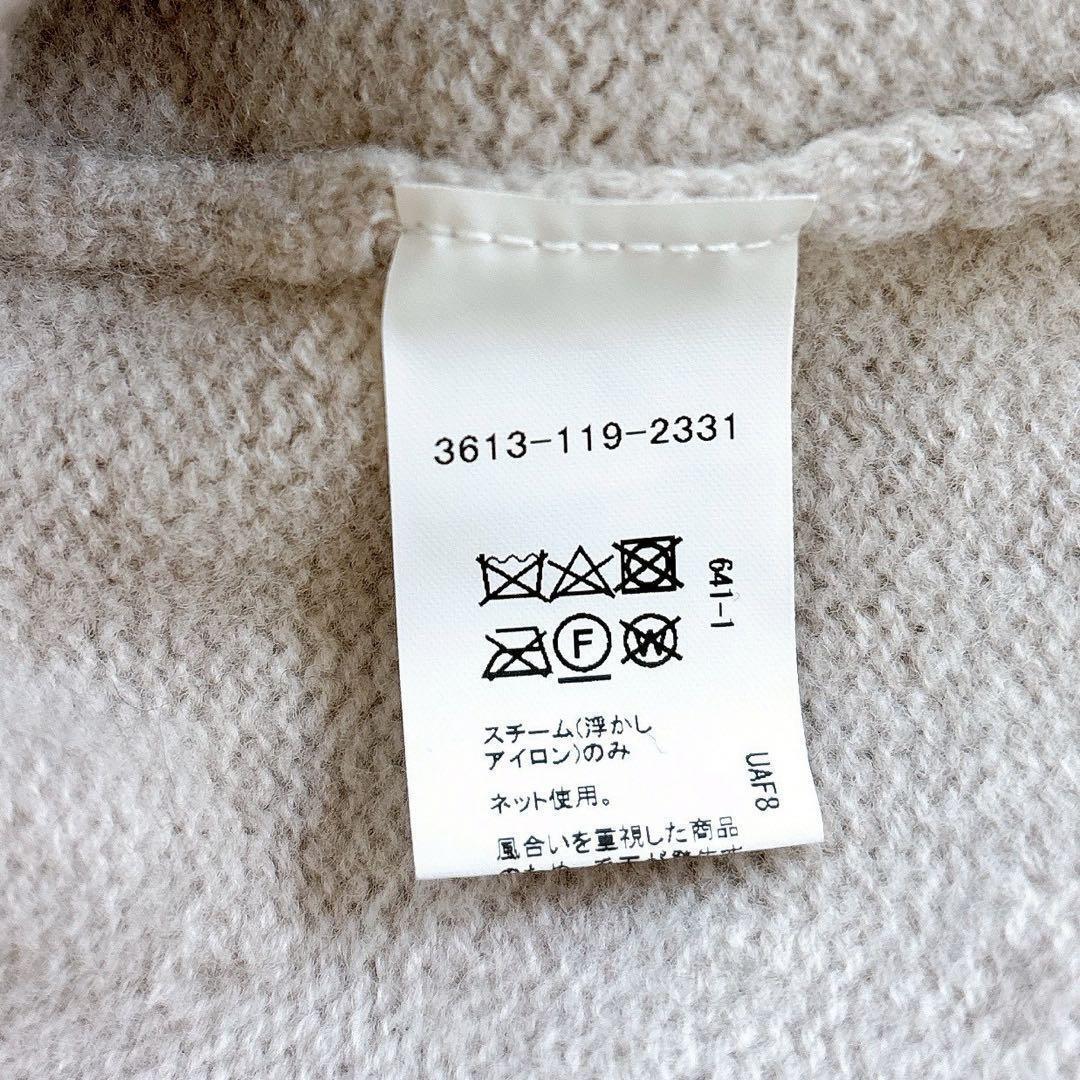 3613-119-2331
641-1
F
W
スチーム(浮かし
アイロン)のみ
ネット使用。
UAF8
風合いを重視した商品